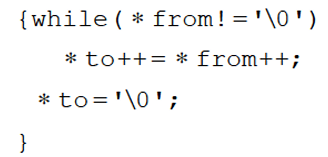 {while(*from!='\0')
*to++=*from++;
*to='\0';
}